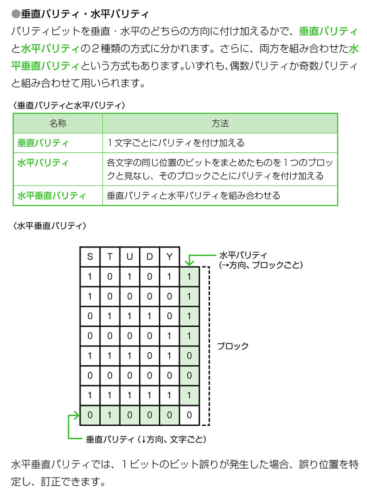 ●垂直パリティ・水平パリティ
パリティビットを垂直・水平のどちらの方向に付け加えるかで、垂直パリティ
と水平パリティの２種類の方式に分かれます。さらに、両方を組み合わせた水
平垂直パリティという方式もあります。いずれも、偶数パリティか奇数パリティ
と組み合わせて用いられます。
〈垂直パリティと水平パリティ〉
名称 方法
垂直パリティ １文字ごとにパリティを付け加える
水平パリティ 各文字の同じ位置のビットをまとめたものを１つのブロッ
クと見なし、そのブロックごとにパリティを付け加える
水平垂直パリティ 垂直パリティと水平パリティを組み合わせる
〈水平垂直パリティ〉
S T U D Y
水平パリティ
（→方向、ブロックごと）
1 0 1 0 1 1
1 0 0 0 0 1
0 1 1 1 0 1
0 0 0 1 1
ブロック
1 1 1 0 1 0
0 0 0 0 0 0
1 1 1 1 1 1
0 1 0 0 0 0
垂直パリティ（↓方向、文字ごと）
水平垂直パリティでは、１ビットのビット誤りが発生した場合、誤り位置を特
定し、訂正できます。